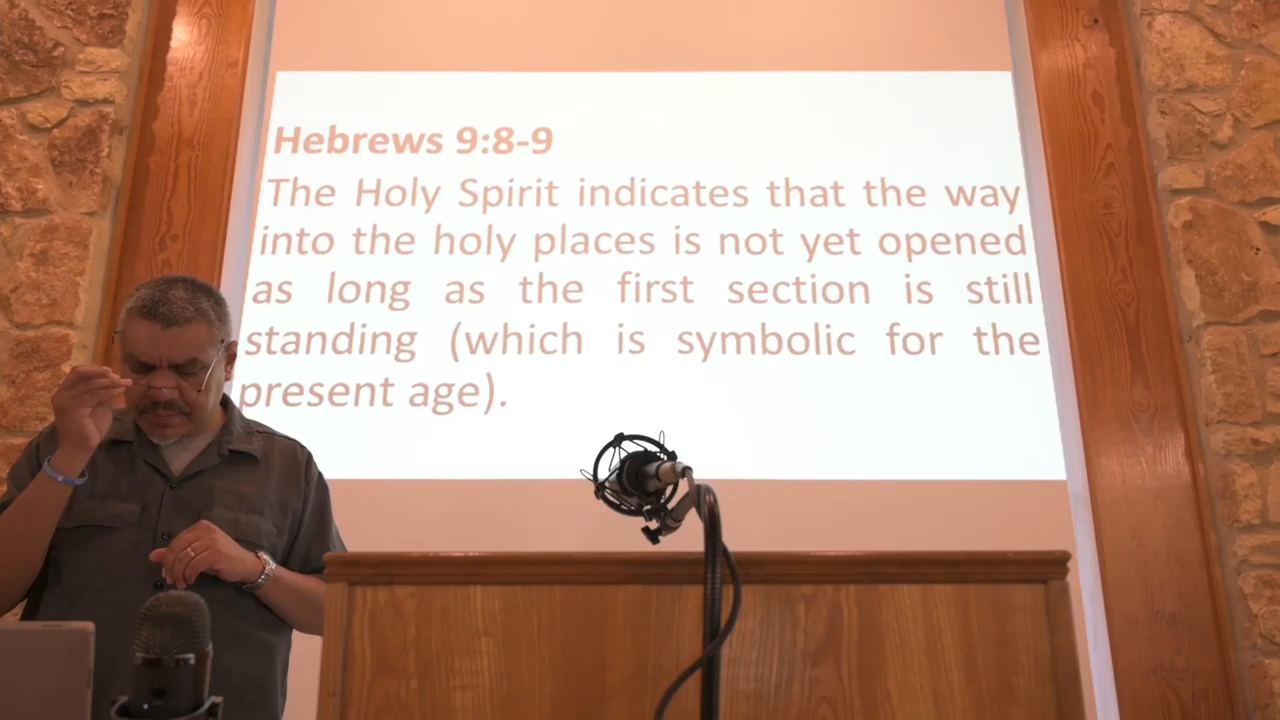 Hebrews 9:8-9
The Holy Spirit indicates that the way
into the holy places is not yet opened
as long as the first section is still
standing (which is symbolic for the
present age).